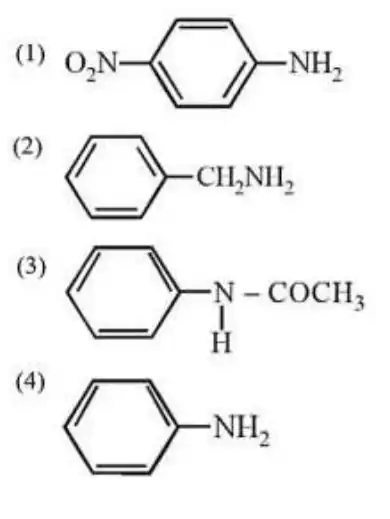 (1) O₂N NH₂
(2) CH₂NH₂
(3) N – COCH₃
H
(4) NH₂